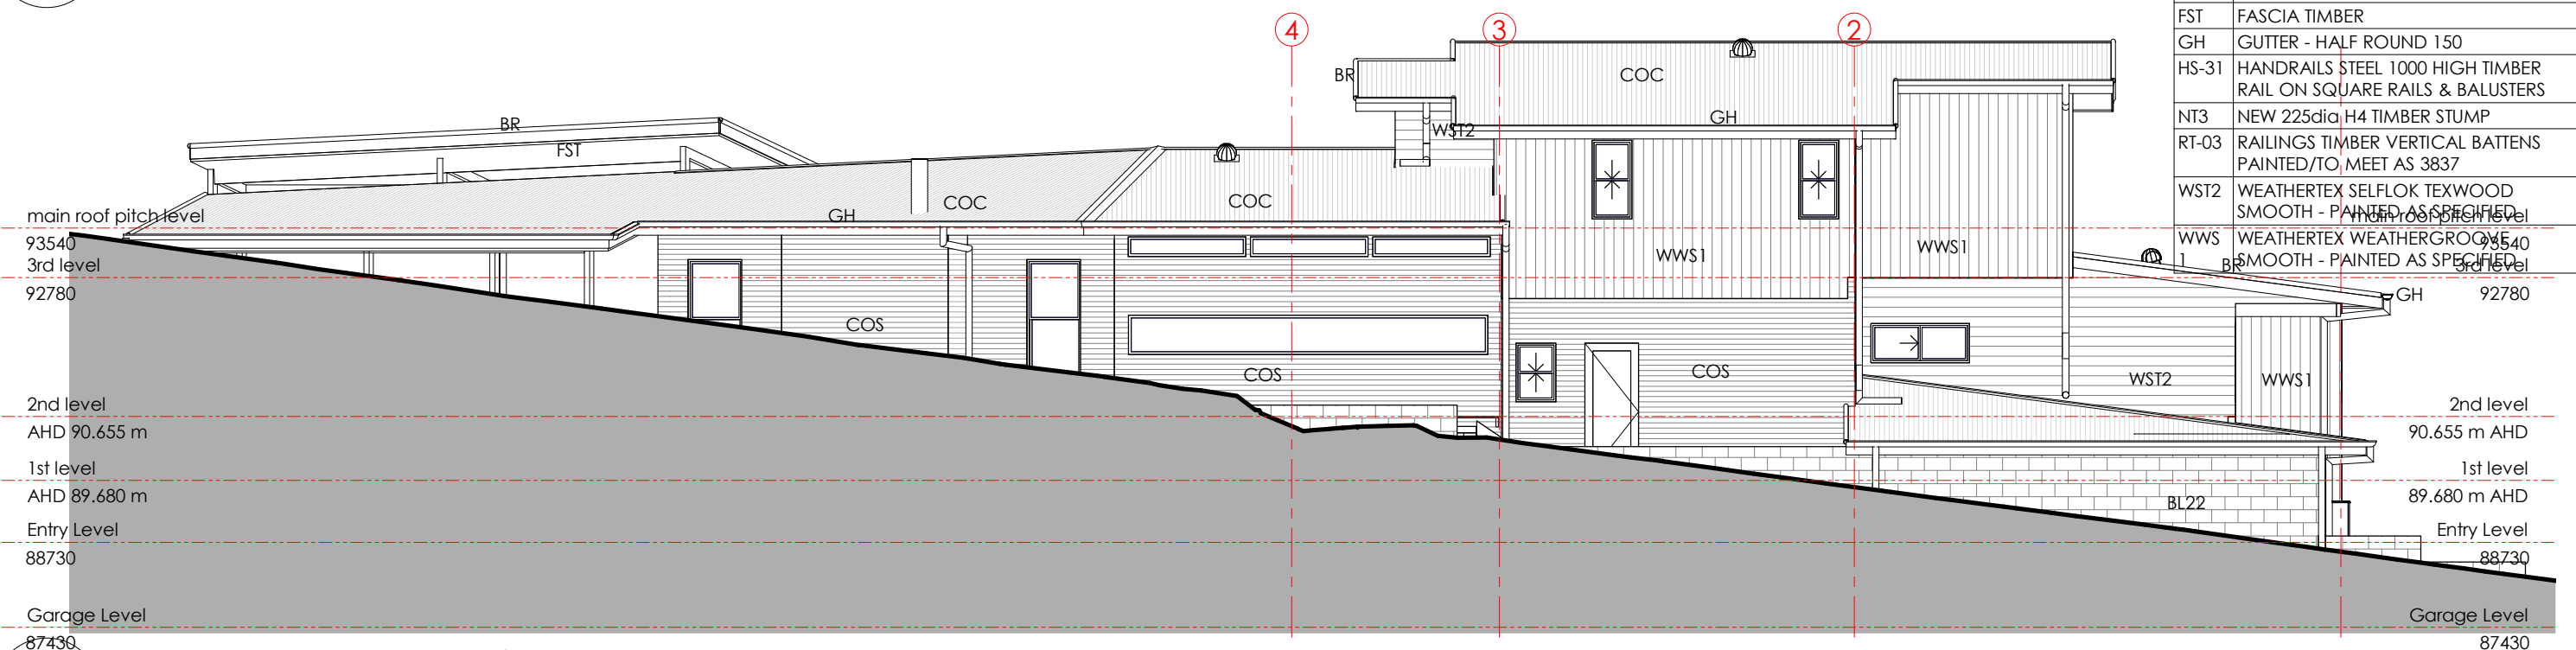 FST FASCIA TIMBER
GH GUTTER - HALF ROUND 150
HS-31 HANDRAILS STEEL 1000 HIGH TIMBER
RAIL ON SQUARE RAILS & BALUSTERS
NT3 NEW 225dia H4 TIMBER STUMP
RT-03 RAILINGS TIMBER VERTICAL BATTENS
PAINTED/TO MEET AS 3837
WST2 WEATHERTEX SELFLOK TEXWOOD
SMOOTH - PAINTED AS SPECIFIED
WWS WEATHERTEX WEATHERGROOVE
1 SMOOTH - PAINTED AS SPECIFIED
4
3
2
BR
COC
GH
WST2
BR
FST
COC
COC
GH
WWS1
WWS1
BR
GH
COS
COS
COS
WST2
WWS1
BL22
main roof pitch level
93540
3rd level
92780
2nd level
AHD 90.655 m
1st level
AHD 89.680 m
Entry Level
88730
Garage Level
87430
main roof pitch level
93540
3rd level
92780
2nd level
90.655 m AHD
1st level
89.680 m AHD
Entry Level
88730
Garage Level
87430